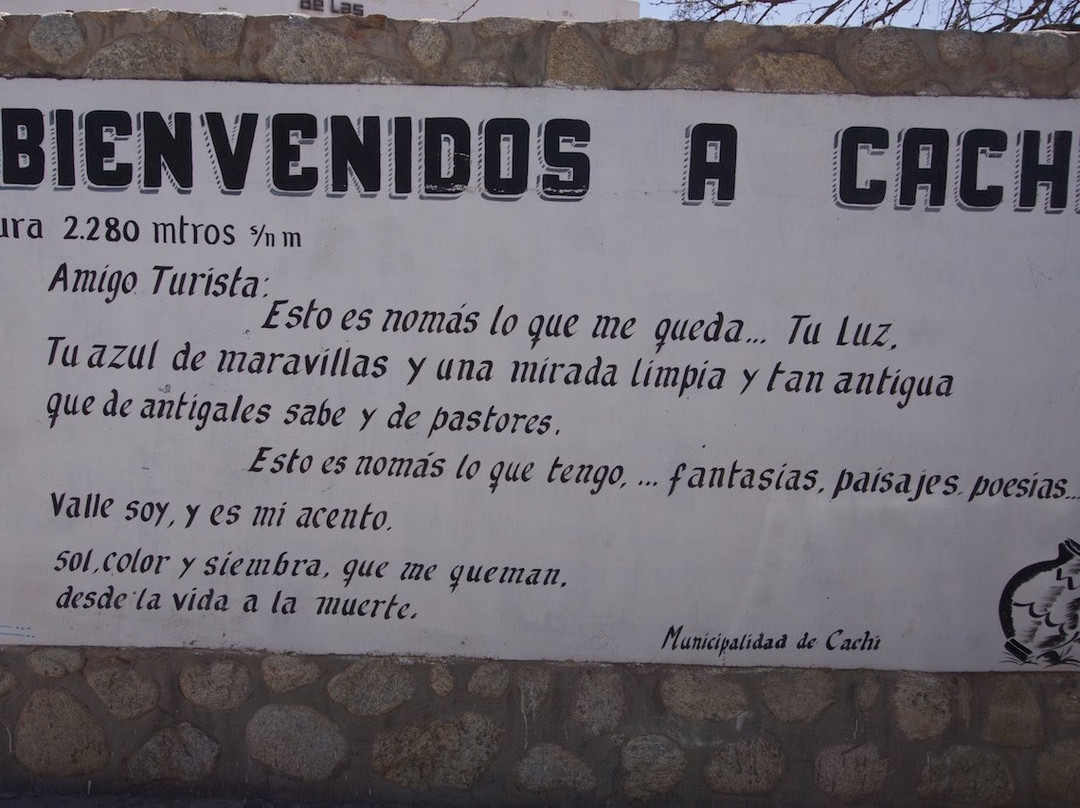 de Las
BIENVENIDOS A CACHI
ura 2.280 mtros s/n m
Amigo Turista:
Esto es nomás lo que me queda... Tu Luz,
Tu azul de maravillas y una mirada limpia y tan antigua
que de antigales sabe y de pastores.
Esto es nomás lo que tengo, ... fantasías, paisajes, poesías...
Valle soy, y es mi acento.
sol, color y siembra, que me queman.
desde la vida a la muerte.
Municipalidad de Cachi